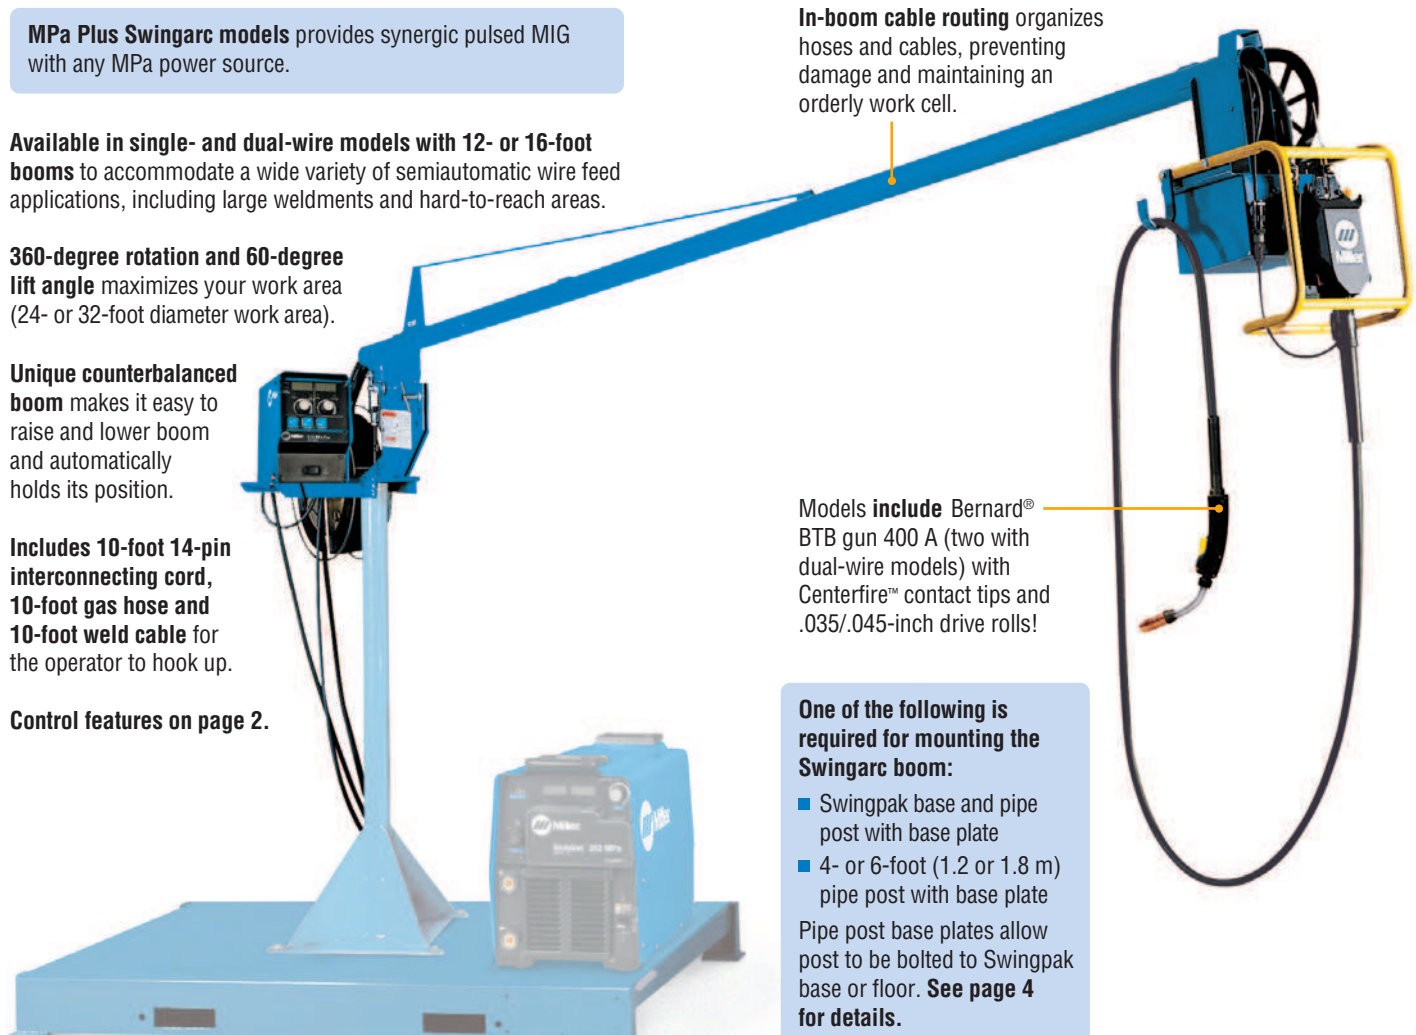 MPa Plus Swingarc models provides synergic pulsed MIG
with any MPa power source.
Available in single- and dual-wire models with 12- or 16-foot
booms to accommodate a wide variety of semiautomatic wire feed
applications, including large weldments and hard-to-reach areas.
360-degree rotation and 60-degree
lift angle maximizes your work area
(24- or 32-foot diameter work area).
Unique counterbalanced
boom makes it easy to
raise and lower boom
and automatically
holds its position.
Includes 10-foot 14-pin
interconnecting cord,
10-foot gas hose and
10-foot weld cable for
the operator to hook up.
Control features on page 2.
In-boom cable routing organizes
hoses and cables, preventing
damage and maintaining an
orderly work cell.
Models include Bernard®
BTB gun 400 A (two with
dual-wire models) with
Centerfire™ contact tips and
.035/.045-inch drive rolls!
One of the following is
required for mounting the
Swingarc boom:
■ Swingpak base and pipe
post with base plate
■ 4- or 6-foot (1.2 or 1.8 m)
pipe post with base plate
Pipe post base plates allow
post to be bolted to Swingpak
base or floor. See page 4
for details.
Miller
Miller
Miller
Miller